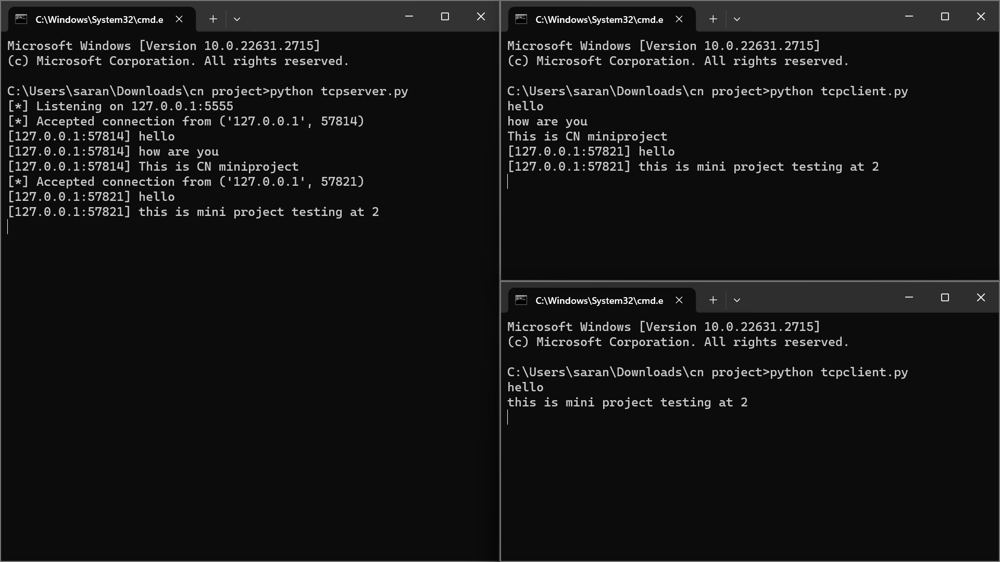 C:\Windows\System32\cmd.e
Microsoft Windows [Version 10.0.22631.2715]
(c) Microsoft Corporation. All rights reserved.
C:\Users\saran\Downloads\cn project>python tcpserver.py
[*] Listening on 127.0.0.1:5555
[*] Accepted connection from ('127.0.0.1', 57814)
[127.0.0.1:57814] hello
[127.0.0.1:57814] how are you
[127.0.0.1:57814] This is CN miniproject
[*] Accepted connection from ('127.0.0.1', 57821)
[127.0.0.1:57821] hello
[127.0.0.1:57821] this is mini project testing at 2
C:\Windows\System32\cmd.e
Microsoft Windows [Version 10.0.22631.2715]
(c) Microsoft Corporation. All rights reserved.
C:\Users\saran\Downloads\cn project>python tcpclient.py
hello
how are you
This is CN miniproject
[127.0.0.1:57821] hello
[127.0.0.1:57821] this is mini project testing at 2
C:\Windows\System32\cmd.e
Microsoft Windows [Version 10.0.22631.2715]
(c) Microsoft Corporation. All rights reserved.
C:\Users\saran\Downloads\cn project>python tcpclient.py
hello
this is mini project testing at 2